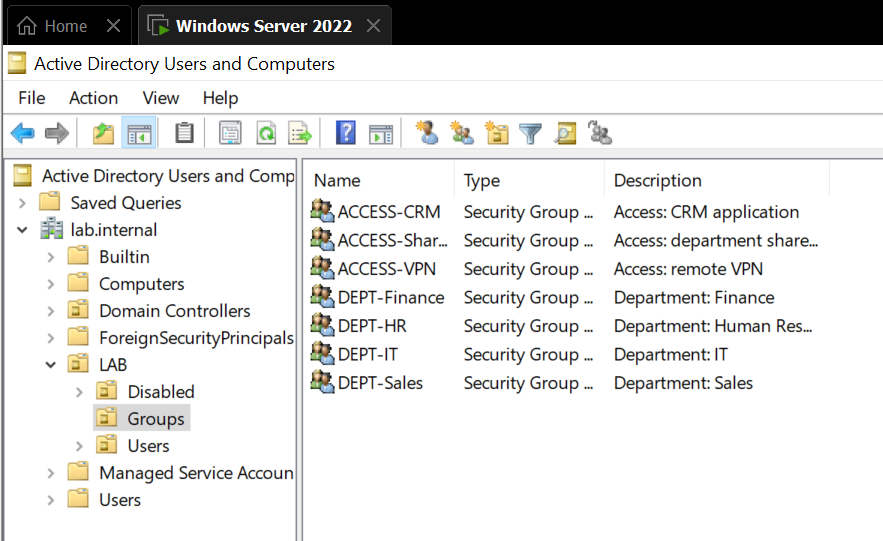 Home
Windows Server 2022
Active Directory Users and Computers
File Action View Help
Active Directory Users and Comp
Saved Queries
lab.internal
Builtin
Computers
Domain Controllers
ForeignSecurityPrincipals
LAB
Disabled
Groups
Users
Managed Service Accoun
Users
Name Type Description
ACCESS-CRM Security Group ... Access: CRM application
ACCESS-Shar... Security Group ... Access: department share...
ACCESS-VPN Security Group ... Access: remote VPN
DEPT-Finance Security Group ... Department: Finance
DEPT-HR Security Group ... Department: Human Res...
DEPT-IT Security Group ... Department: IT
DEPT-Sales Security Group ... Department: Sales